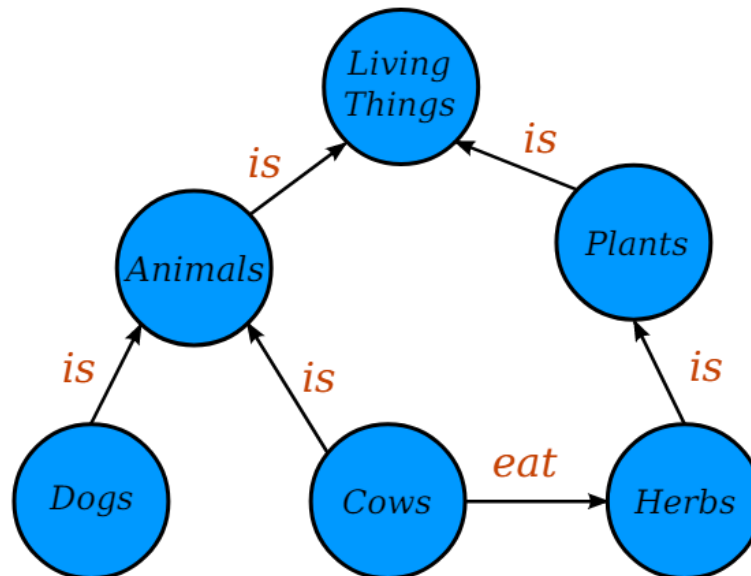 Living
Things
is
is
Animals
Plants
is
is
is
eat
Dogs
Cows
Herbs